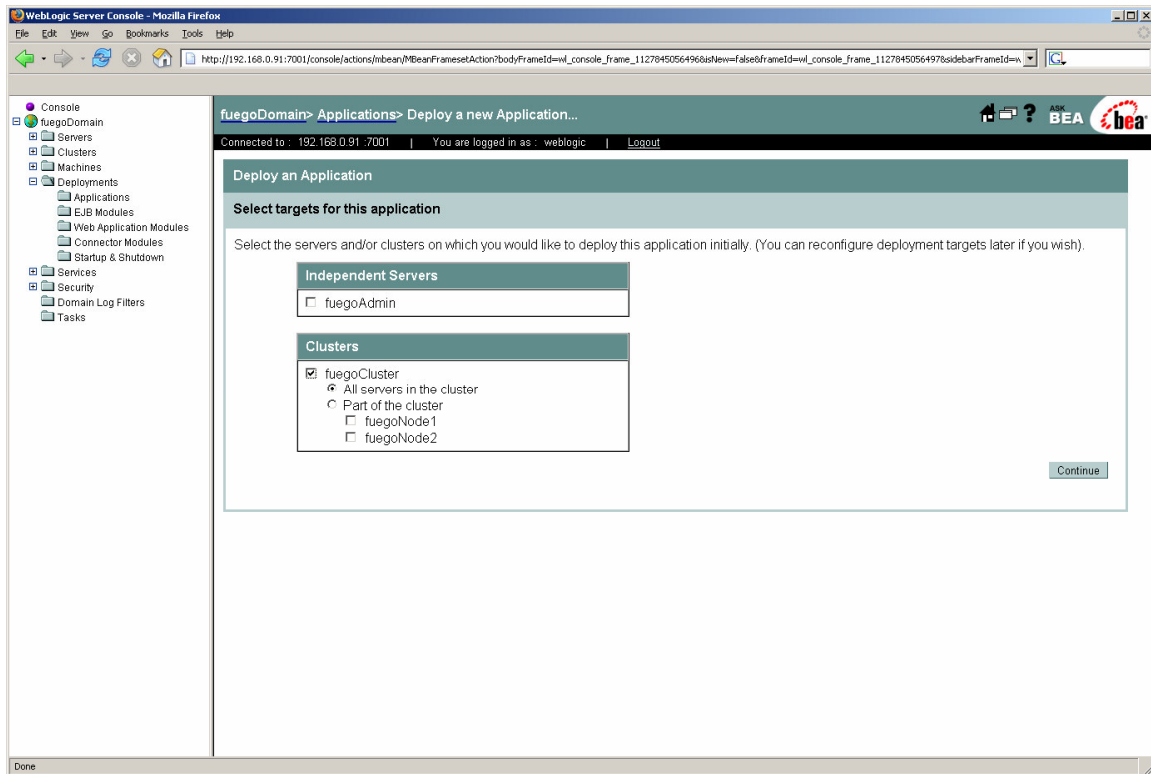 WebLogic Server Console - Mozilla Firefox
File Edit View Go Bookmarks Tools Help
http://192.168.0.91:7001/console/actions/mbean/MBeanFramesetAction?bodyFrameId=wl_console_frame_1127845056496&isNew=false&frameId=wl_console_frame_1127845056497&sidebarFrameId=w
G
Console
fuegoDomain
Servers
Clusters
Machines
Deployments
Applications
EJB Modules
Web Application Modules
Connector Modules
Startup & Shutdown
Services
Security
Domain Log Filters
Tasks
fuegoDomain> Applications> Deploy a new Application...
? ASK BEA bea
Connected to : 192.168.0.91 :7001 | You are logged in as : weblogic | Logout
Deploy an Application
Select targets for this application
Select the servers and/or clusters on which you would like to deploy this application initially. (You can reconfigure deployment targets later if you wish).
Independent Servers
fuegoAdmin
Clusters
fuegoCluster
All servers in the cluster
Part of the cluster
fuegoNode1
fuegoNode2
Continue
Done